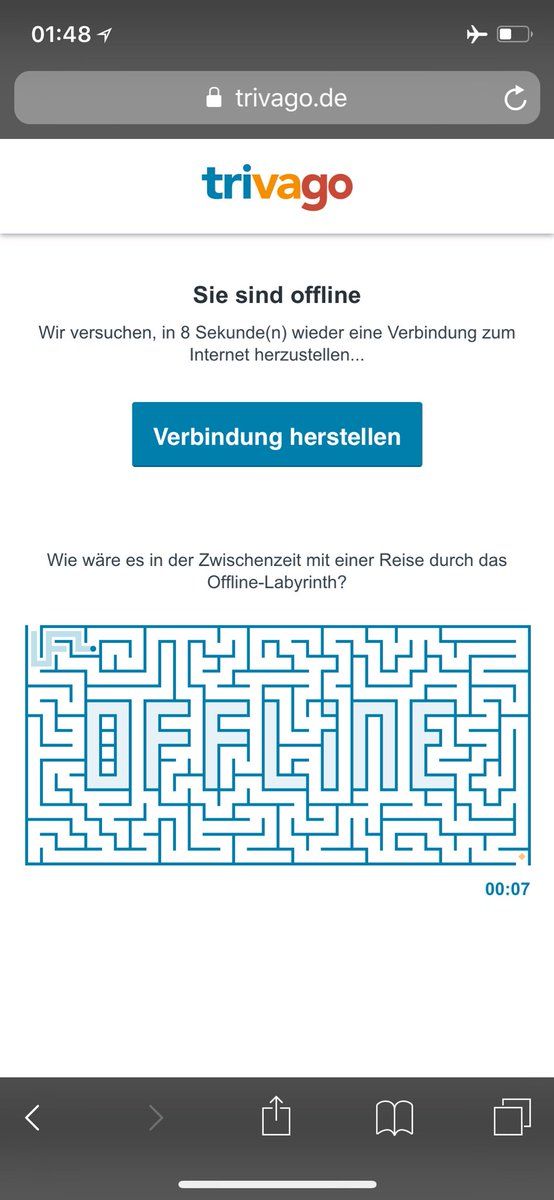 01:48
trivago.de
trivago
Sie sind offline
Wir versuchen, in 8 Sekunde(n) wieder eine Verbindung zum
Internet herzustellen...
Verbindung herstellen
Wie wäre es in der Zwischenzeit mit einer Reise durch das
Offline-Labyrinth?
OFFLINE
00:07